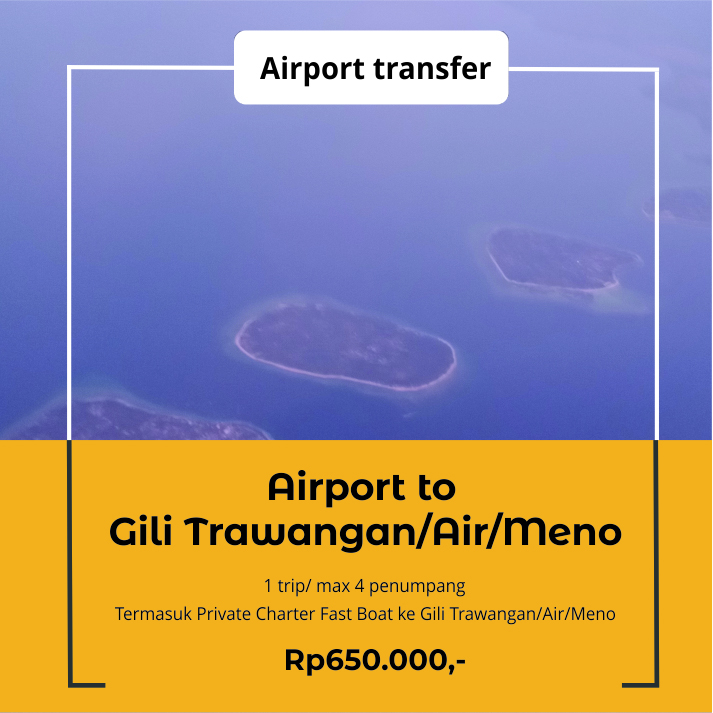 Airport transfer
Airport to
Gili Trawangan/Air/Meno
1 trip/ max 4 penumpang
Termasuk Private Charter Fast Boat ke Gili Trawangan/Air/Meno
Rp650.000,-